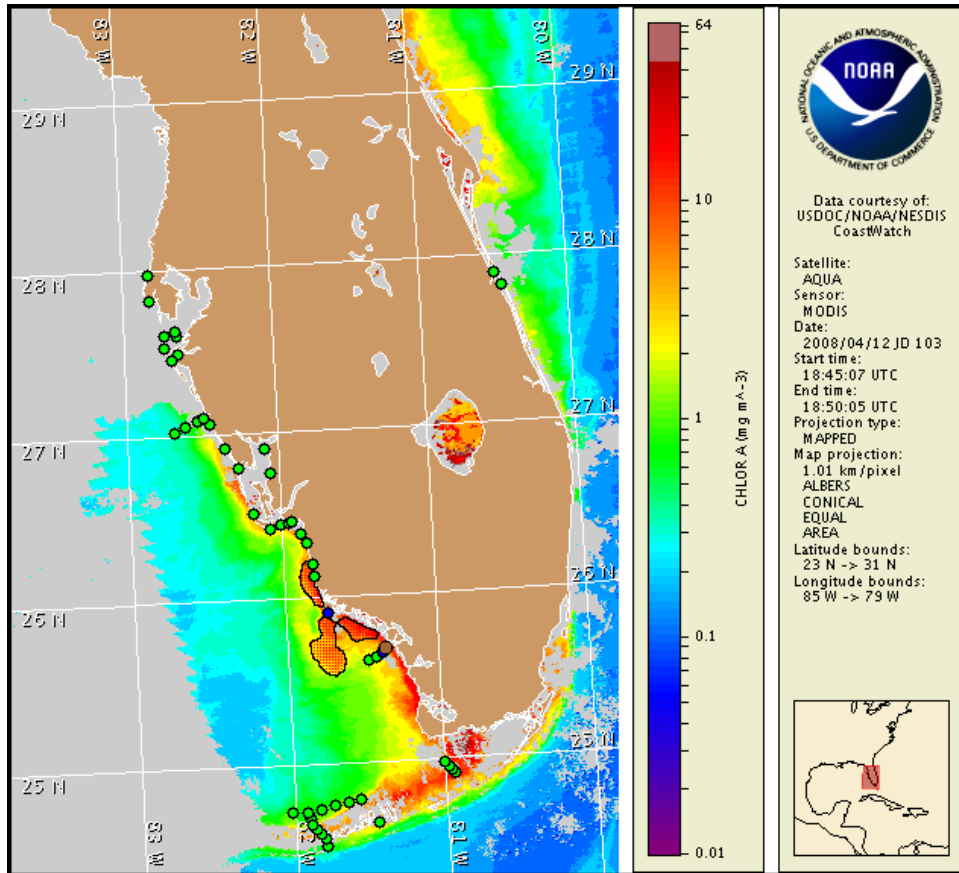 83 W
82 W
81 W
80 W
29 N
29 N
28 N
28 N
27 N
27 N
26 N
26 N
25 N
25 N
83 W
82 W
81 W
64
10
1
0.1
0.01
CHLOR A (mg m^-3)
NATIONAL OCEANIC AND ATMOSPHERIC ADMINISTRATION
NOAA
U.S. DEPARTMENT OF COMMERCE
Data courtesy of:
USDOC/NOAA/NESDIS
CoastWatch
Satellite:
AQUA
Sensor:
MODIS
Date:
2008/04/12 JD 103
Start time:
18:45:07 UTC
End time:
18:50:05 UTC
Projection type:
MAPPED
Map projection:
1.01 km/pixel
ALBERS
CONICAL
EQUAL
AREA
Latitude bounds:
23 N -> 31 N
Longitude bounds:
85 W -> 79 W